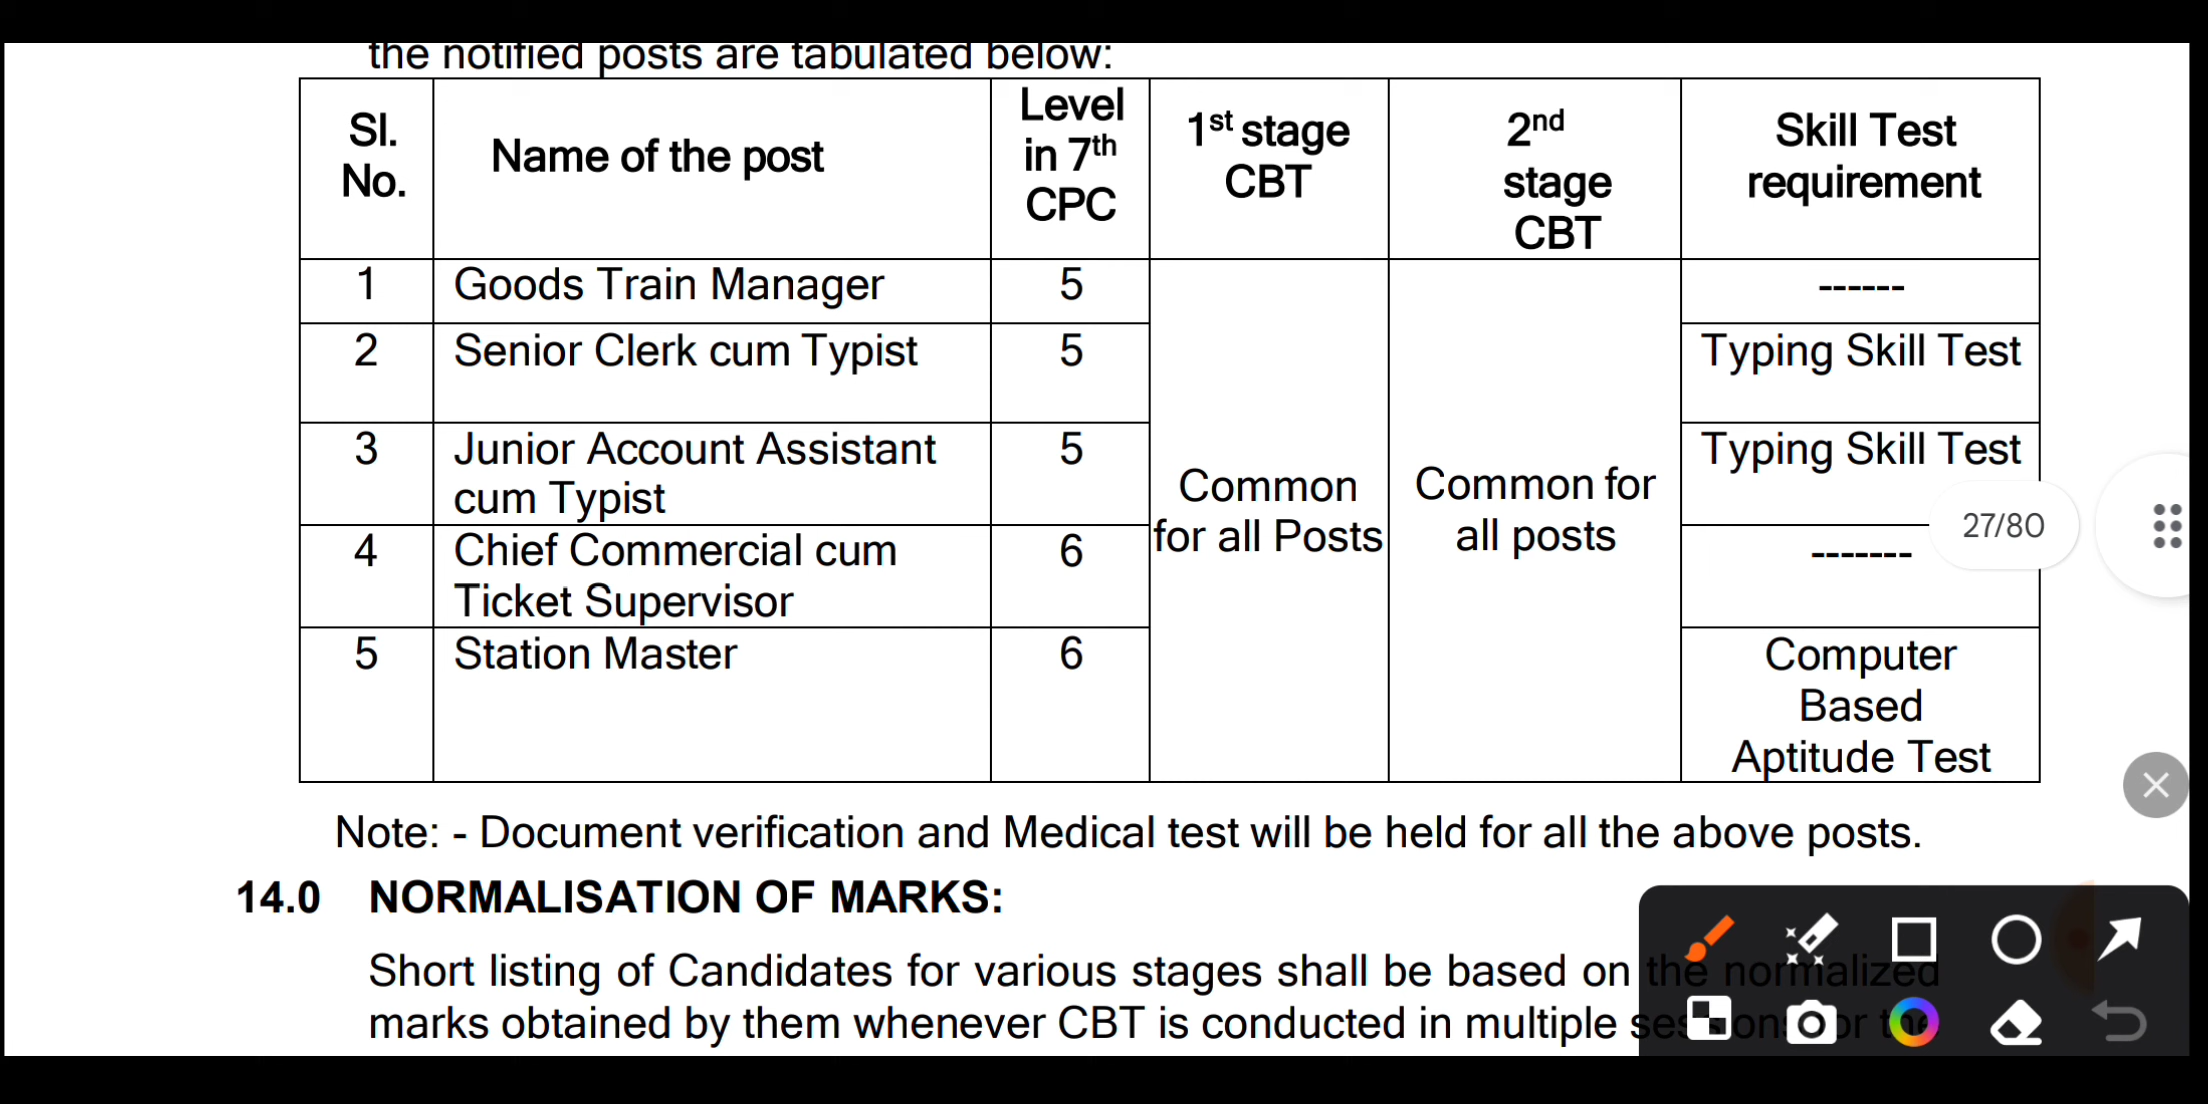 the notified posts are tabulated below:
Sl. No. Name of the post Level in 7th CPC 1st stage CBT 2nd stage CBT Skill Test requirement
1 Goods Train Manager 5 ------
2 Senior Clerk cum Typist 5 Typing Skill Test
3 Junior Account Assistant cum Typist 5 Typing Skill Test
Common for all Posts Common for all posts
27/80
4 Chief Commercial cum Ticket Supervisor 6 -------
5 Station Master 6 Computer Based Aptitude Test
Note: - Document verification and Medical test will be held for all the above posts.
14.0 NORMALISATION OF MARKS:
Short listing of Candidates for various stages shall be based on the normalized
marks obtained by them whenever CBT is conducted in multiple